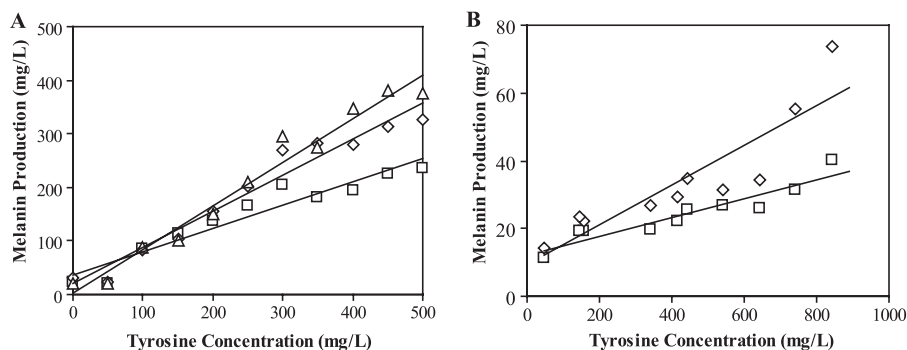 A
500
400
300
200
100
0
Melanin Production (mg/L)
0 100 200 300 400 500
Tyrosine Concentration (mg/L)
B
80
60
40
20
0
Melanin Production (mg/L)
0 200 400 600 800 1000
Tyrosine Concentration (mg/L)